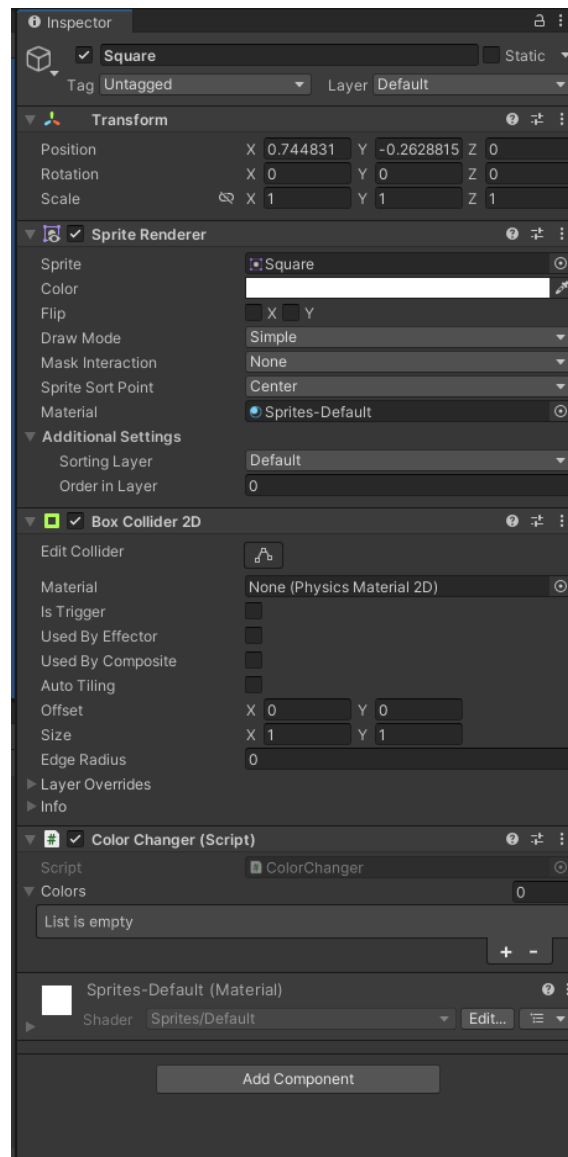 Inspector
Square Static
Tag Untagged Layer Default
Transform
Position X 0.744831 Y -0.2628815 Z 0
Rotation X 0 Y 0 Z 0
Scale X 1 Y 1 Z 1
Sprite Renderer
Sprite Square
Color
Flip X Y
Draw Mode Simple
Mask Interaction None
Sprite Sort Point Center
Material Sprites-Default
Additional Settings
Sorting Layer Default
Order in Layer 0
Box Collider 2D
Edit Collider
Material None (Physics Material 2D)
Is Trigger
Used By Effector
Used By Composite
Auto Tiling
Offset X 0 Y 0
Size X 1 Y 1
Edge Radius 0
Layer Overrides
Info
# Color Changer (Script)
Script # ColorChanger
Colors 0
List is empty
+ -
Sprites-Default (Material)
Shader Sprites/Default Edit...
Add Component